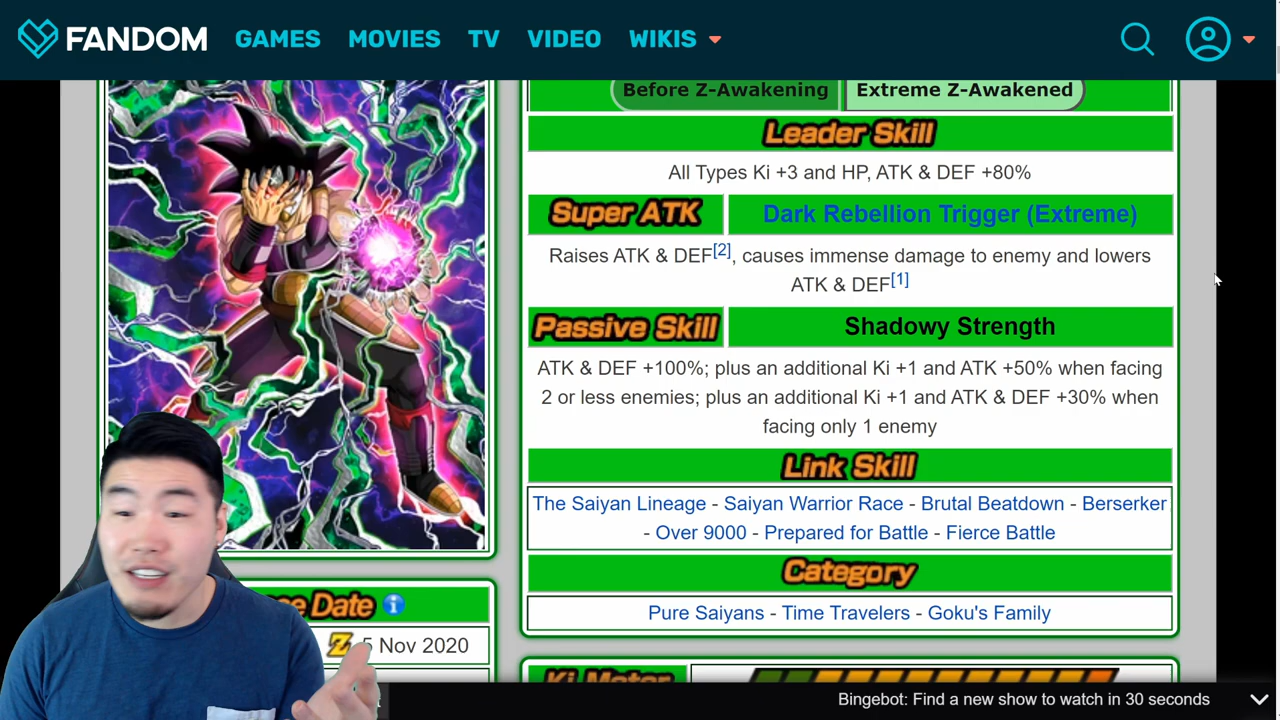 FANDOM GAMES MOVIES TV VIDEO WIKIS
Before Z-Awakening Extreme Z-Awakened
Leader Skill
All Types Ki +3 and HP, ATK & DEF +80%
Super ATK Dark Rebellion Trigger (Extreme)
Raises ATK & DEF[2], causes immense damage to enemy and lowers
ATK & DEF[1]
Passive Skill Shadowy Strength
ATK & DEF +100%; plus an additional Ki +1 and ATK +50% when facing
2 or less enemies; plus an additional Ki +1 and ATK & DEF +30% when
facing only 1 enemy
Link Skill
The Saiyan Lineage - Saiyan Warrior Race - Brutal Beatdown - Berserker
- Over 9000 - Prepared for Battle - Fierce Battle
Category
Pure Saiyans - Time Travelers - Goku's Family
Date
Z 5 Nov 2020
Ki Meter
Bingebot: Find a new show to watch in 30 seconds